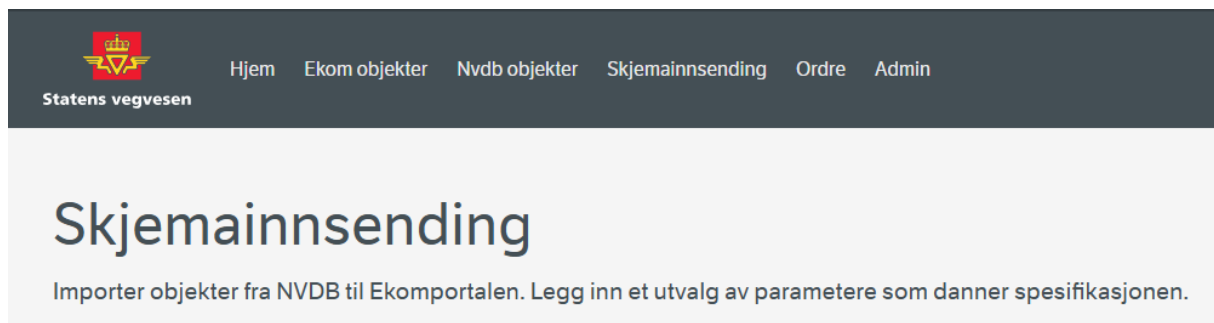 Hjem Ekom objekter Nvdb objekter Skjemainnsending Ordre Admin
Statens vegvesen
Skjemainnsending
Importer objekter fra NVDB til Ekomportalen. Legg inn et utvalg av parametere som danner spesifikasjonen.